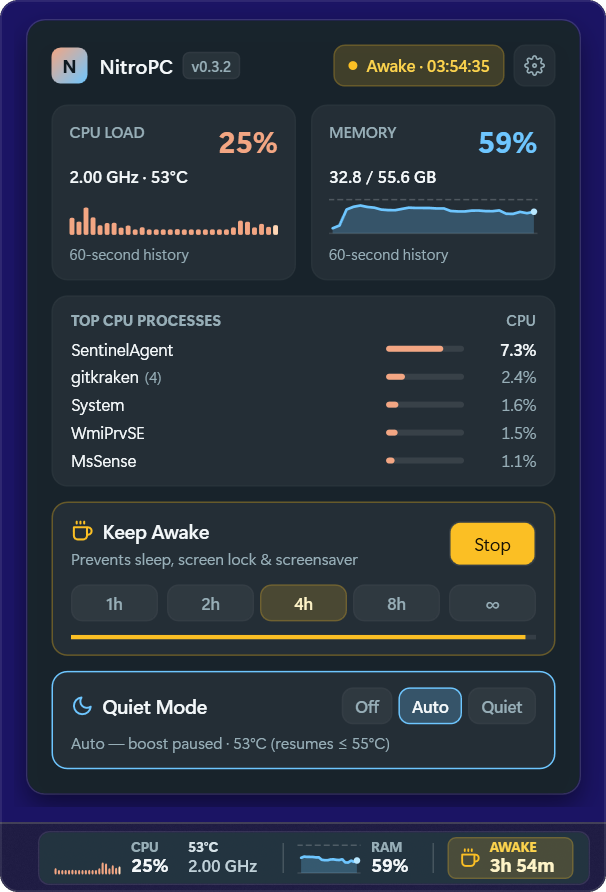 N NitroPC v0.3.2 Awake · 03:54:35
CPU LOAD 25%
2.00 GHz · 53°C
60-second history
MEMORY 59%
32.8 / 55.6 GB
60-second history
TOP CPU PROCESSES CPU
SentinelAgent 7.3%
gitkraken (4) 2.4%
System 1.6%
WmiPrvSE 1.5%
MsSense 1.1%
Keep Awake
Prevents sleep, screen lock & screensaver
Stop
1h 2h 4h 8h ∞
Quiet Mode Off Auto Quiet
Auto — boost paused · 53°C (resumes ≤ 55°C)
CPU 53°C
25% 2.00 GHz
RAM
59%
AWAKE
3h 54m